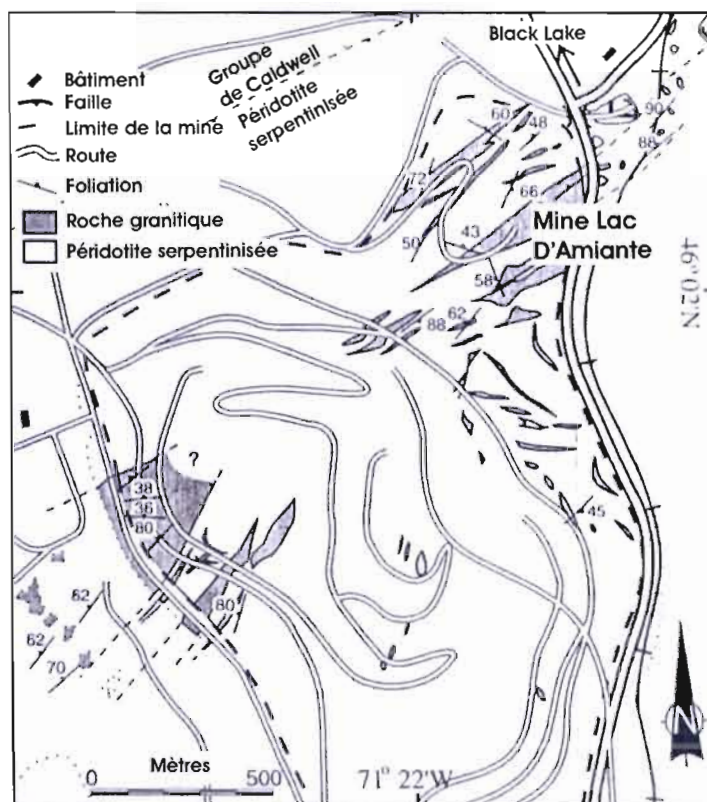 Bâtiment
Faille
Limite de la mine
Route
Foliation
Roche granitique
Péridotite serpentinisée
Groupe
de Caldwell
Péridotite
serpentinisée
Black Lake
60
48
90
88
72
66
50
43
Mine Lac
D'Amiante
58
62
88
46° 02'N
?
38
36
80
45
80
62
62
70
Mètres
0
500
71° 22'W
N